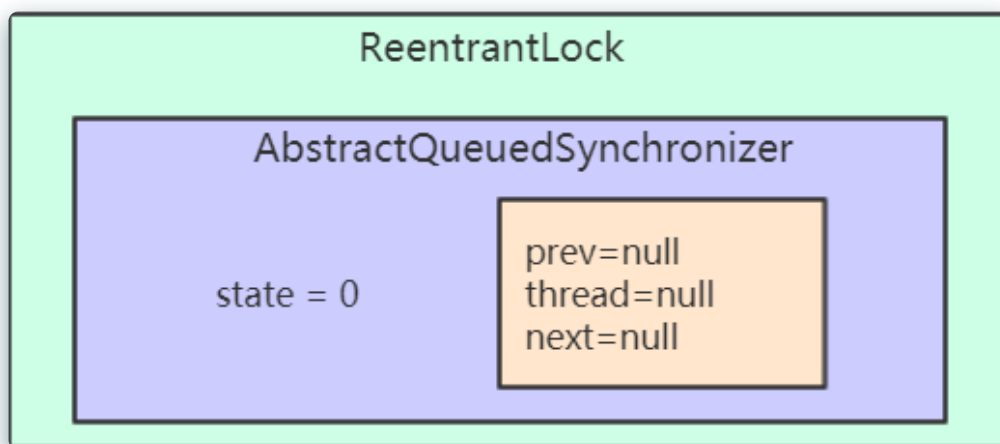 ReentrantLock
AbstractQueuedSynchronizer
state = 0
prev=null
thread=null
next=null